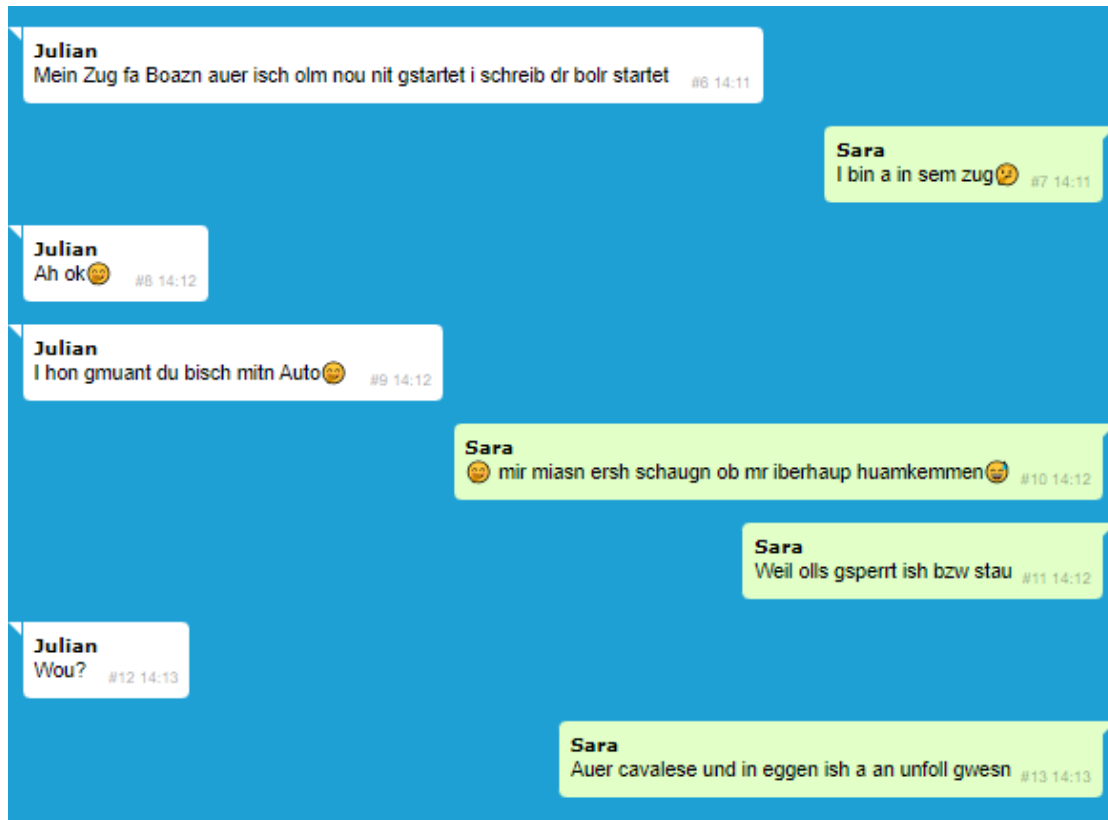 Julian
Mein Zug fa Boazn auer isch olm nou nit gstartet i schreib dr bolr startet #6 14:11
Sara
I bin a in sem zug😕 #7 14:11
Julian
Ah ok😊 #8 14:12
Julian
I hon gmuant du bisch mitn Auto😊 #9 14:12
Sara
😊 mir miasn ersh schaugn ob mr iberhaup huamkemmen😅 #10 14:12
Sara
Weil olls gsperrt ish bzw stau #11 14:12
Julian
Wou? #12 14:13
Sara
Auer cavalese und in eggen ish a an unfoll gwesn #13 14:13